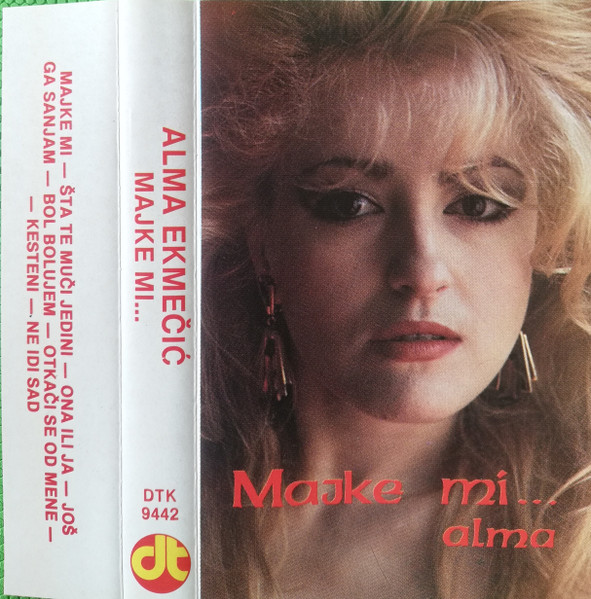 MAJKE MI — ŠTA TE MUČI JEDINI — ONA ILI JA — JOŠ
GA SANJAM — BOL BOLUJEM — OTKAČI SE OD MENE —
— KESTENI — NE IDI SAD
ALMA EKMEČIĆ
MAJKE MI...
DTK
9442
dt
Majke mi...
alma